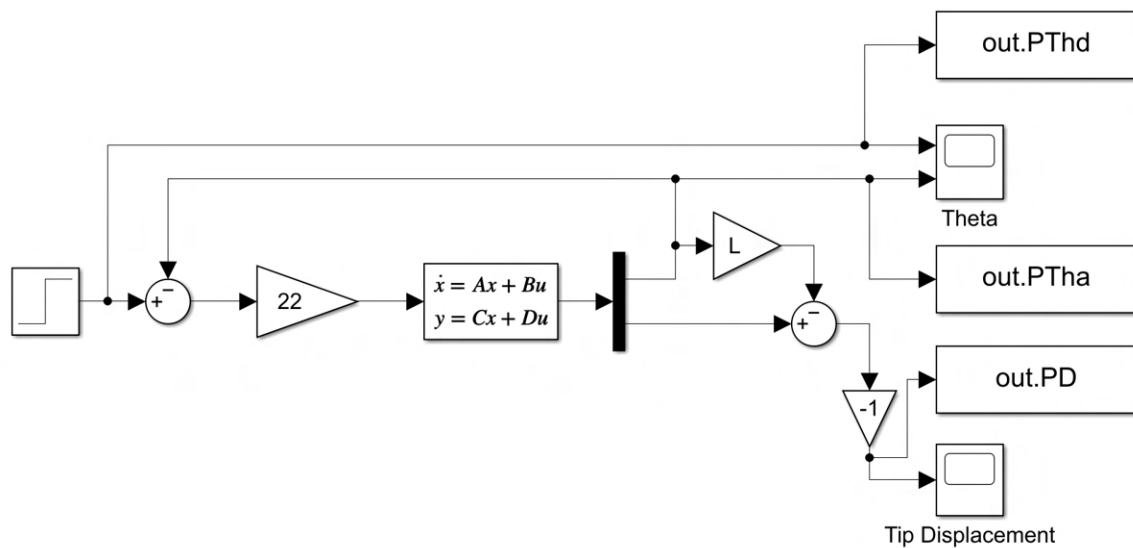 out.PThd
Theta
L
out.PTha
+ −
22
ẋ = Ax + Bu
y = Cx + Du
+ −
out.PD
-1
Tip Displacement